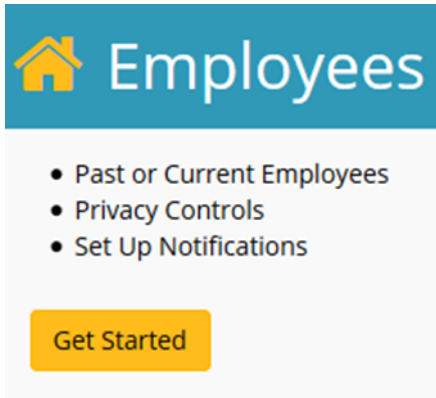 Employees
• Past or Current Employees
• Privacy Controls
• Set Up Notifications
Get Started